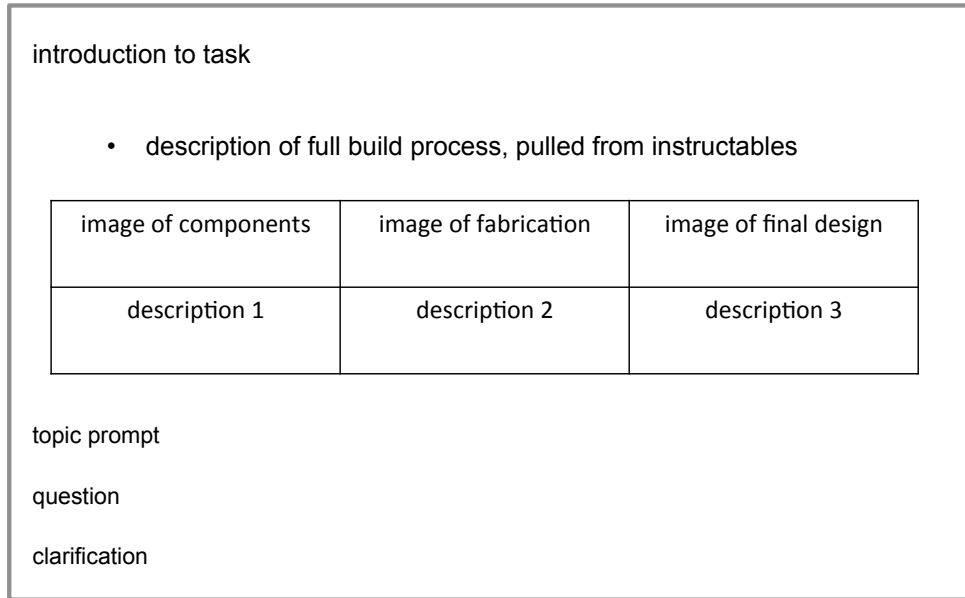 introduction to task
• description of full build process, pulled from instructables
image of components
image of fabrication
image of final design
description 1
description 2
description 3
topic prompt
question
clarification